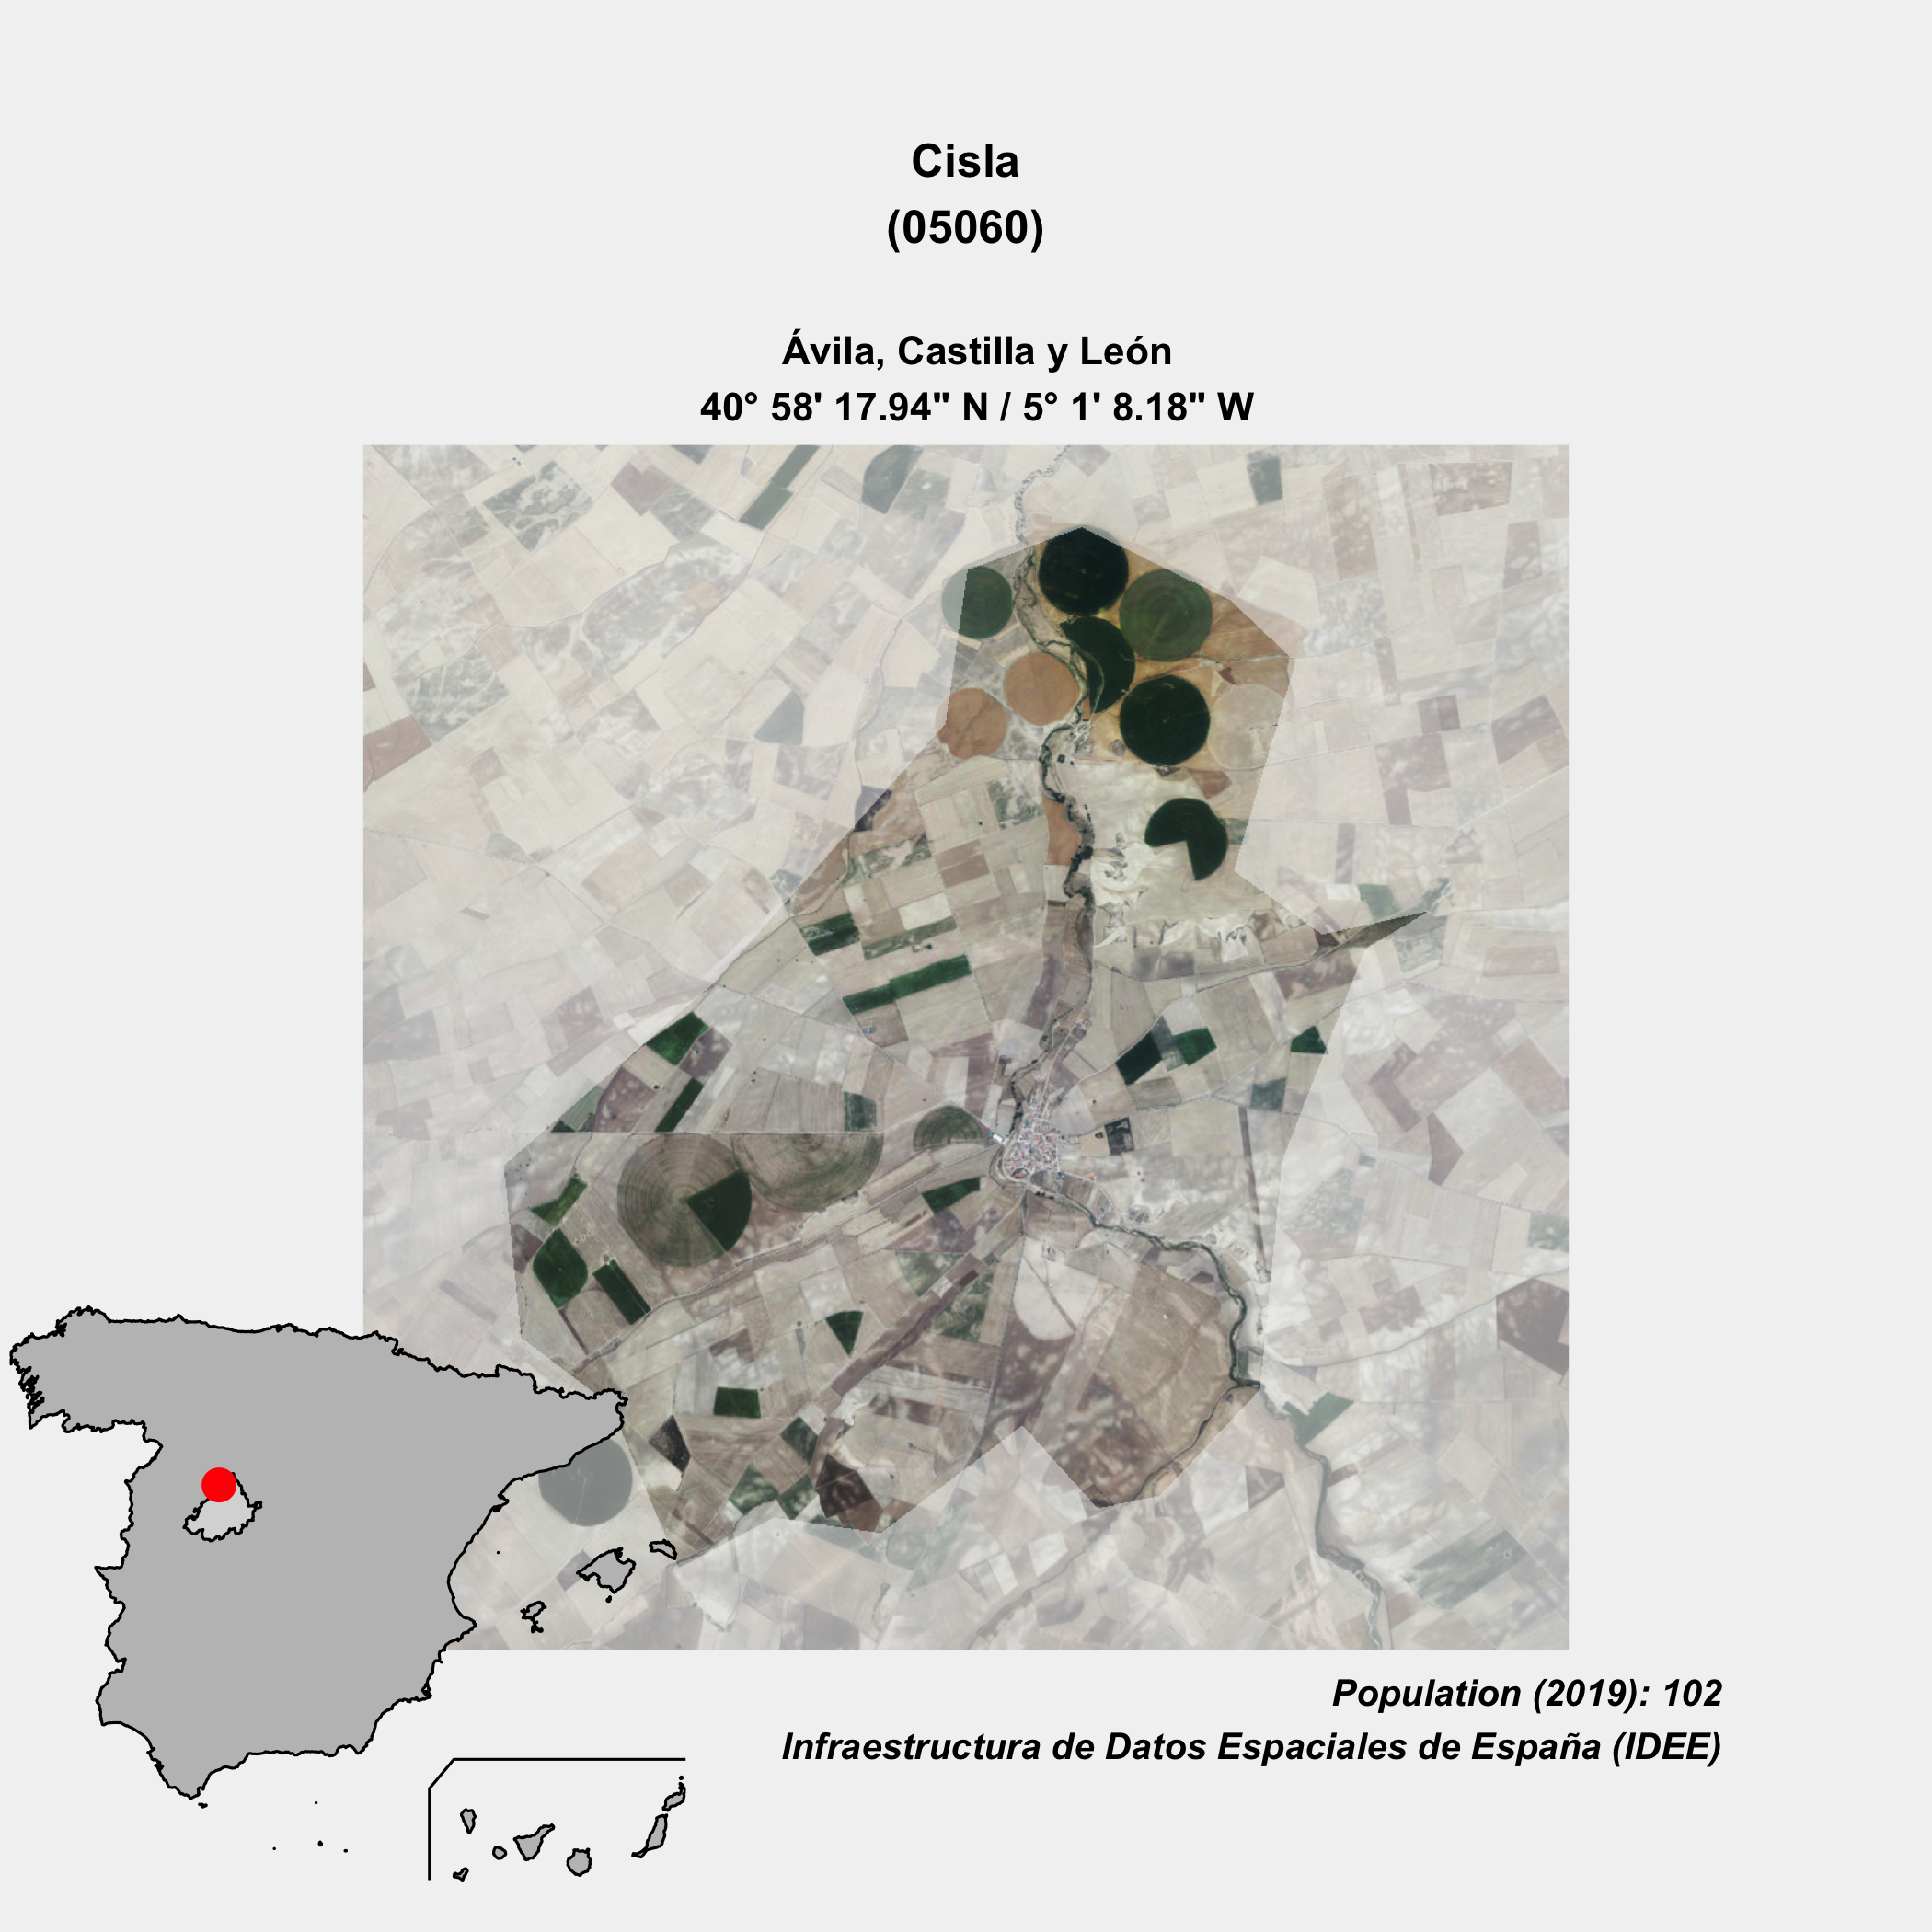 Cisla
(05060)
Ávila, Castilla y León
40° 58' 17.94" N / 5° 1' 8.18" W
Population (2019): 102
Infraestructura de Datos Espaciales de España (IDEE)